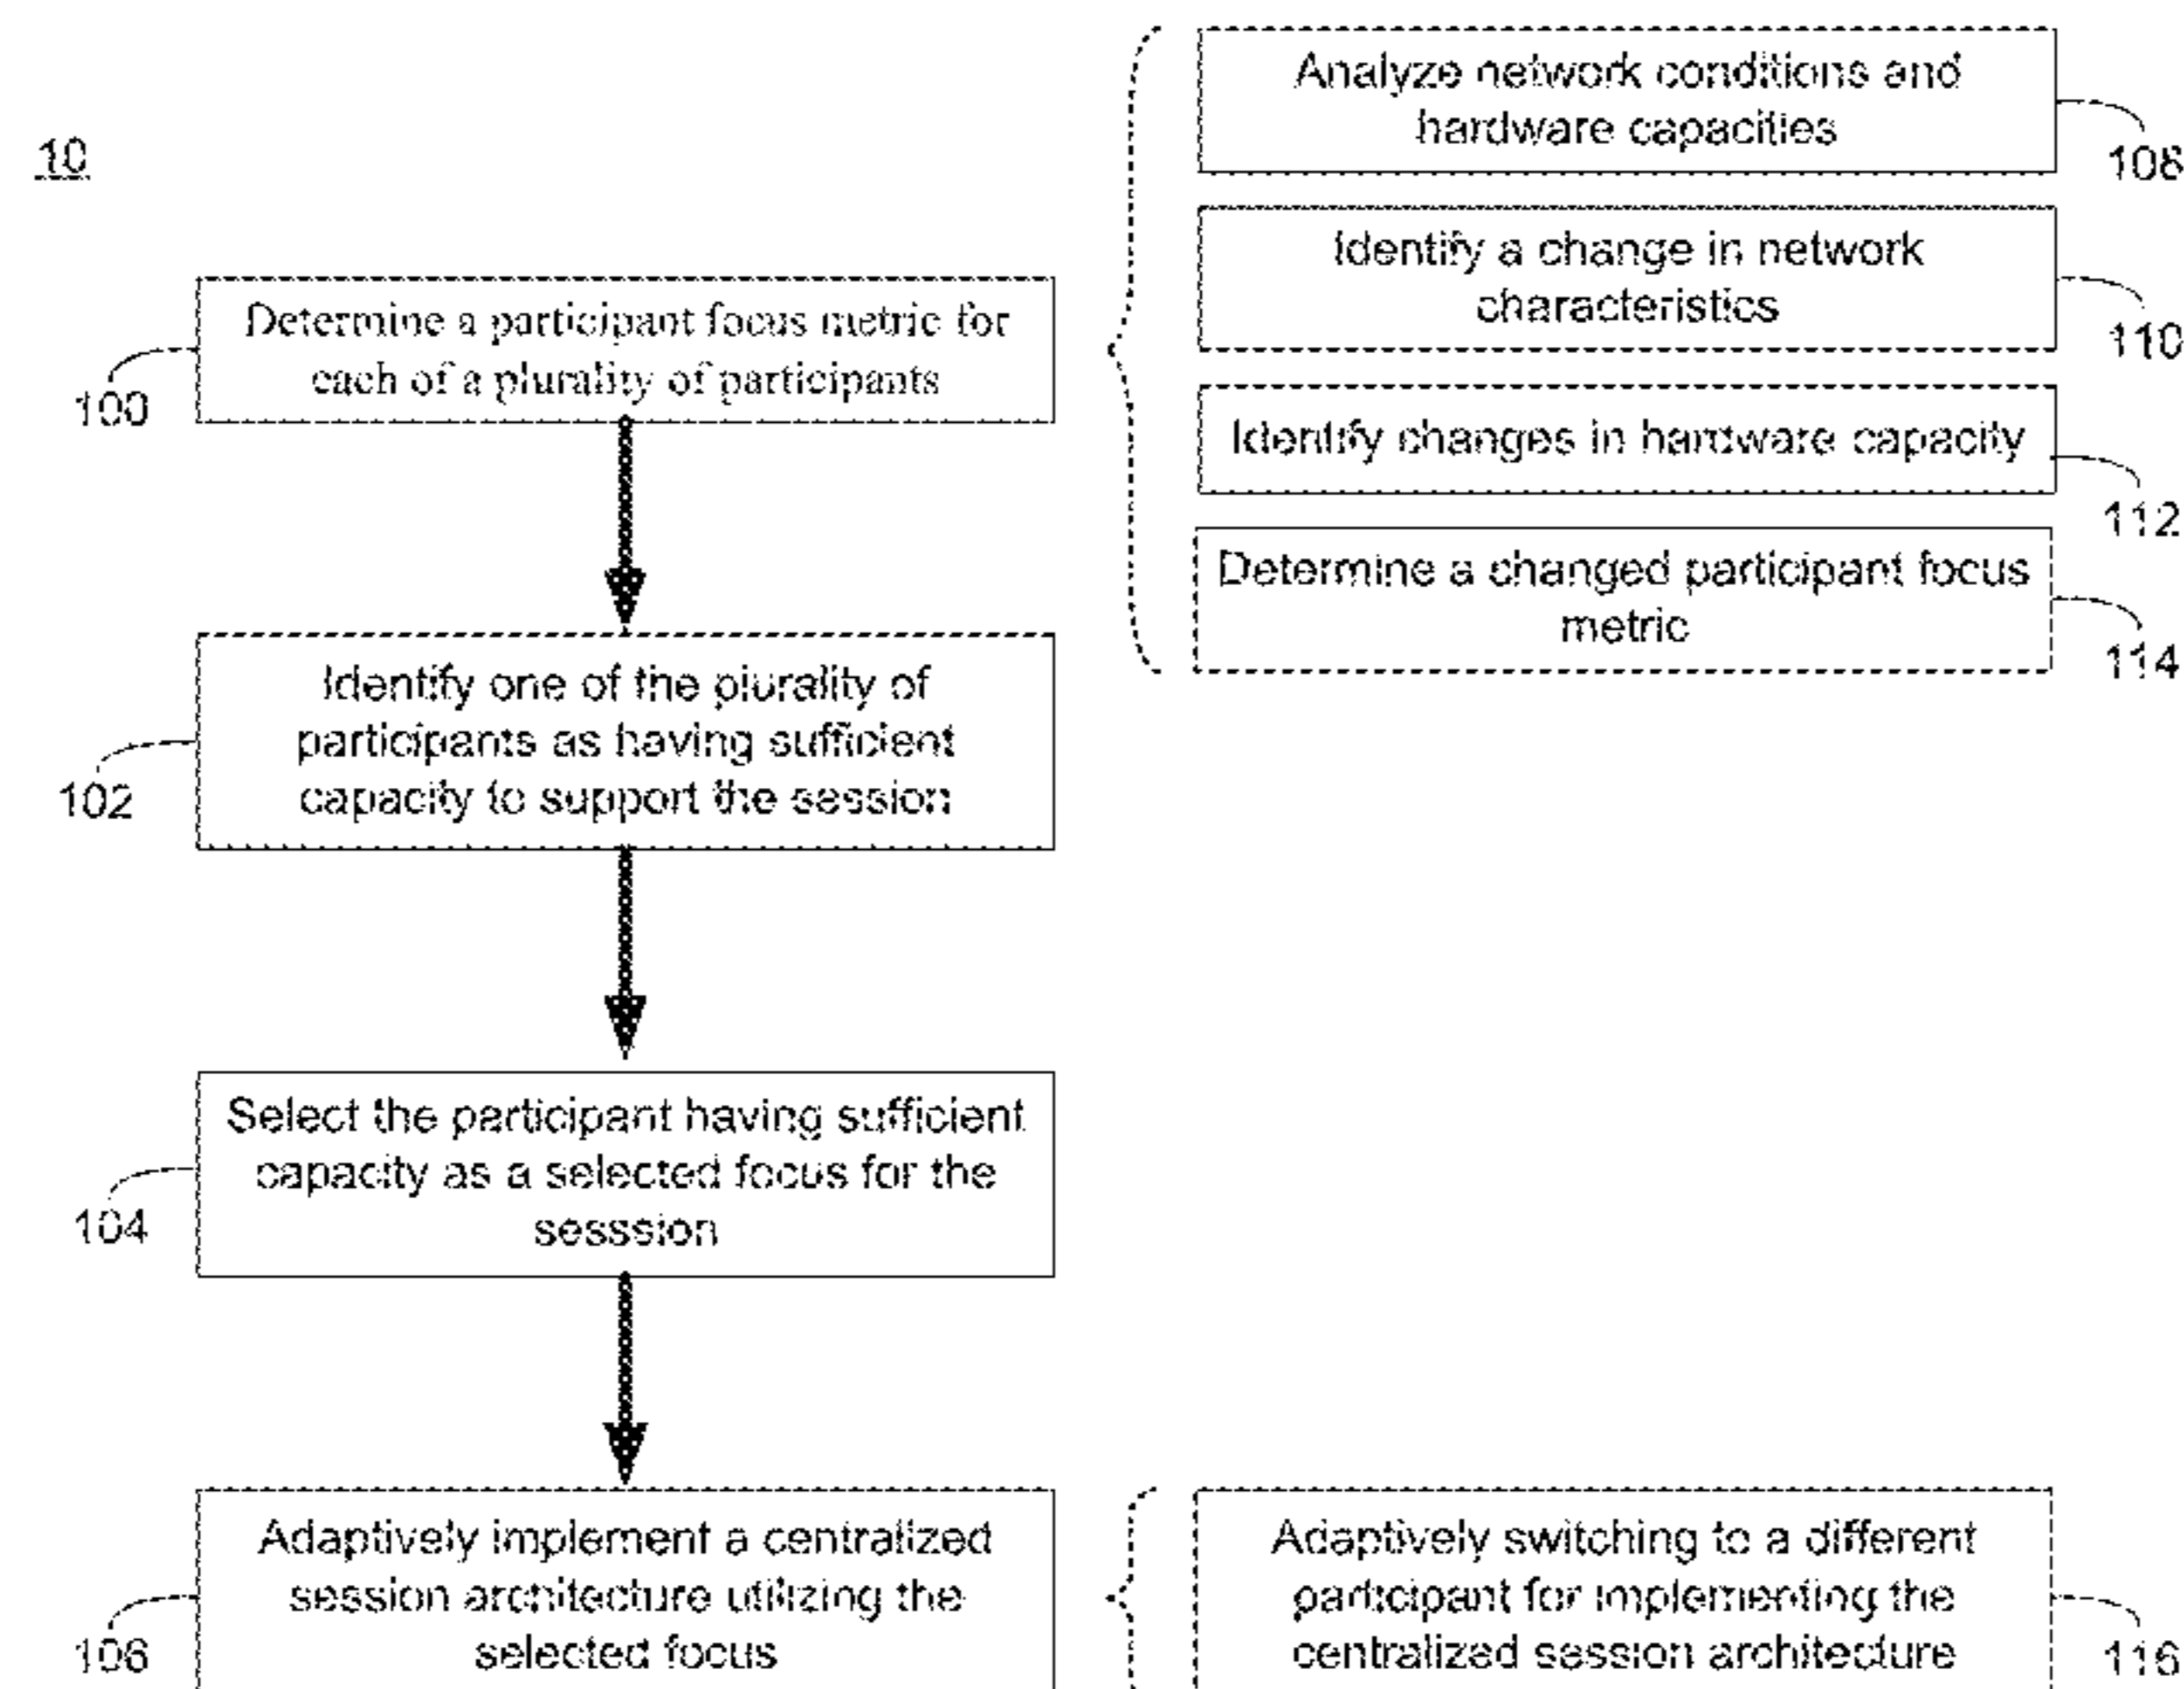 10
Determine a participant focus metric for
each of a plurality of participants
100
Identify one of the plurality of
participants as having sufficient
capacity to support the session
102
Select the participant having sufficient
capacity as a selected focus for the
sesssion
104
Adaptively implement a centralized
session architecture utilizing the
selected focus
106
Analyze network conditions and
hardware capacities
108
Identify a change in network
characteristics
110
Identify changes in hardware capacity
112
Determine a changed participant focus
metric
114
Adaptively switching to a different
participant for implementing the
centralized session architecture
116